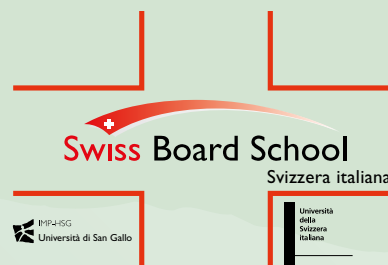 Swiss Board School
Svizzera italiana
IMP-HSG
Università di San Gallo
Università
della
Svizzera
italiana